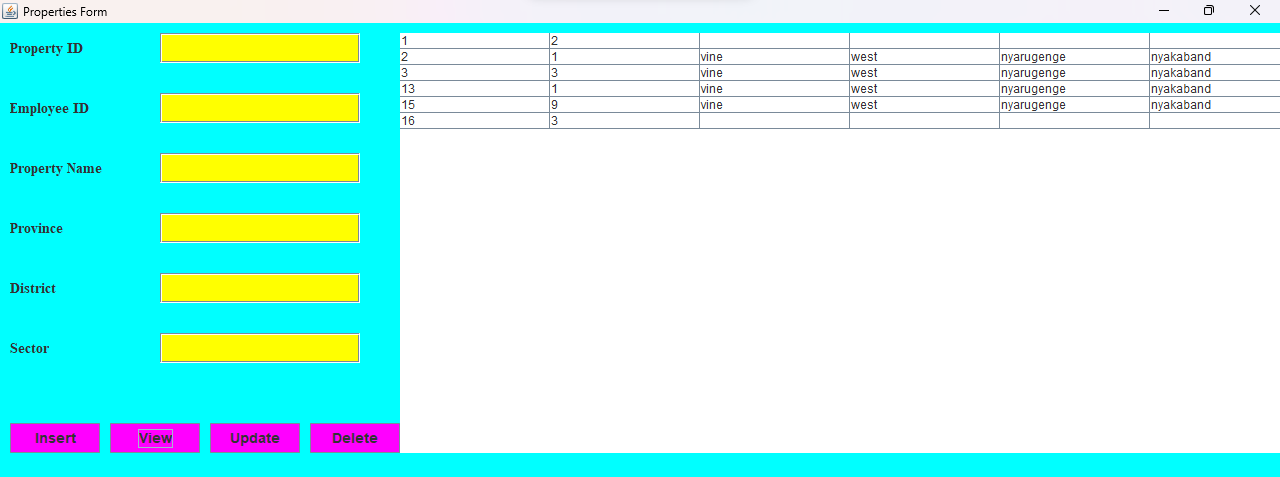 Properties Form
Property ID
Employee ID
Property Name
Province
District
Sector
Insert View Update Delete
1 2
2 1 vine west nyarugenge nyakaband
3 3 vine west nyarugenge nyakaband
13 1 vine west nyarugenge nyakaband
15 9 vine west nyarugenge nyakaband
16 3